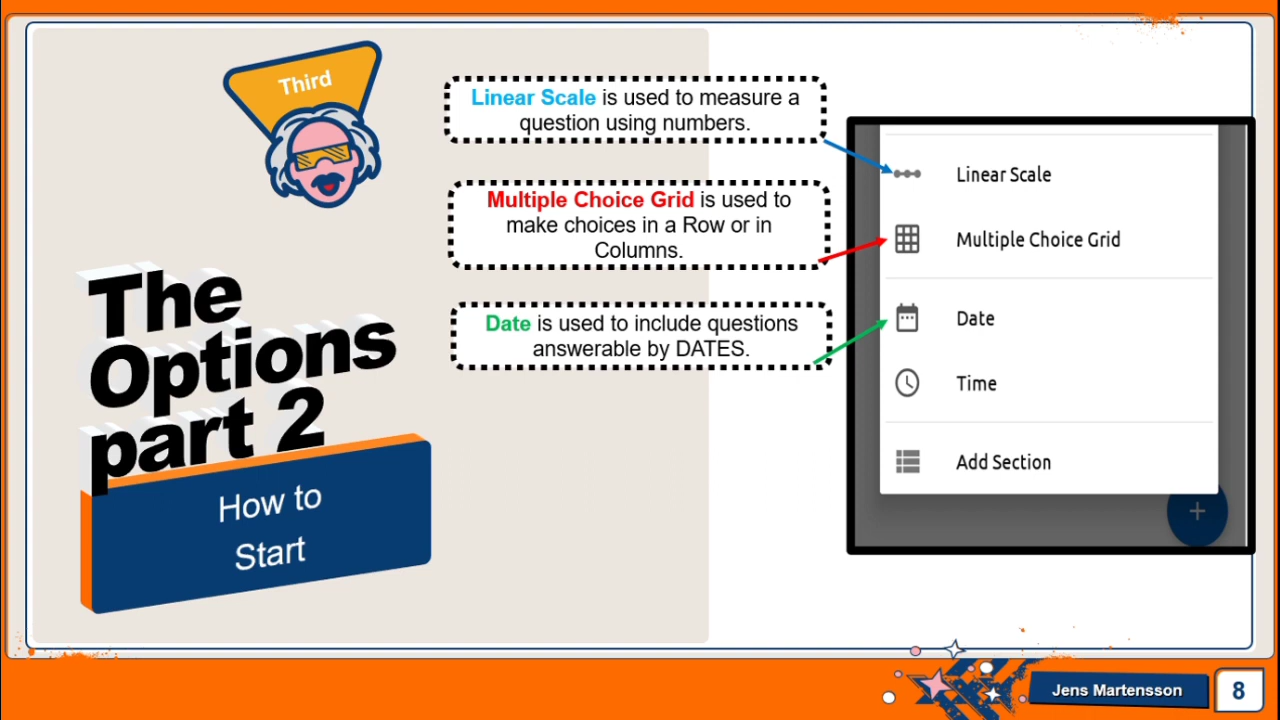 Third
The
Options
part 2
How to
Start
Linear Scale is used to measure a
question using numbers.
Multiple Choice Grid is used to
make choices in a Row or in
Columns.
Date is used to include questions
answerable by DATES.
Linear Scale
Multiple Choice Grid
Date
Time
Add Section
+
Jens Martensson
8